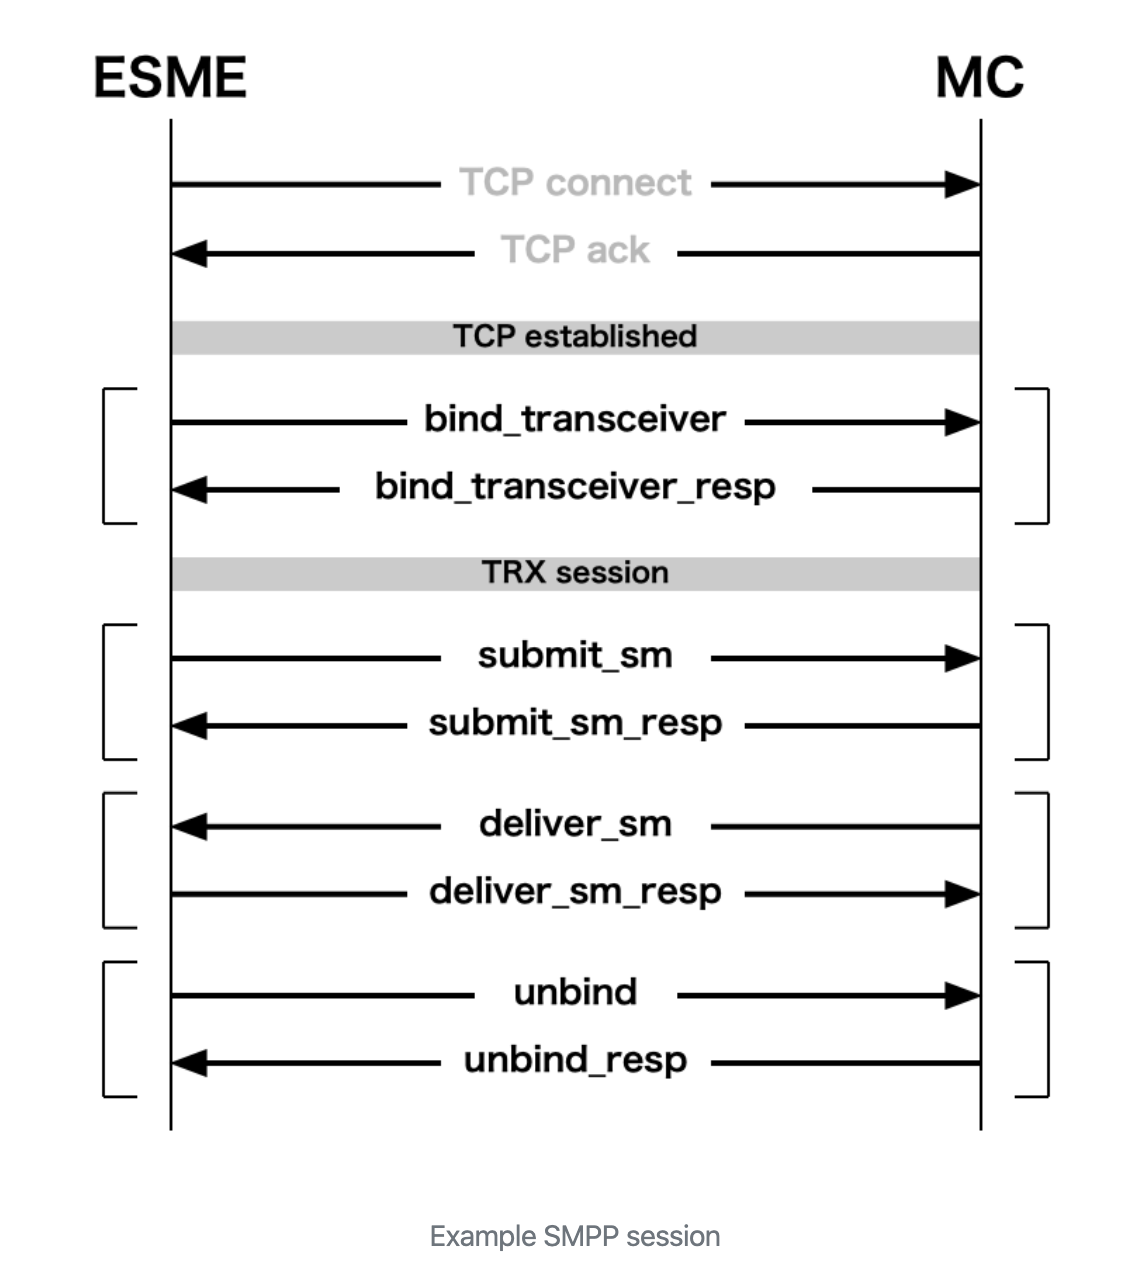 ESME
MC
TCP connect
TCP ack
TCP established
bind_transceiver
bind_transceiver_resp
TRX session
submit_sm
submit_sm_resp
deliver_sm
deliver_sm_resp
unbind
unbind_resp
Example SMPP session